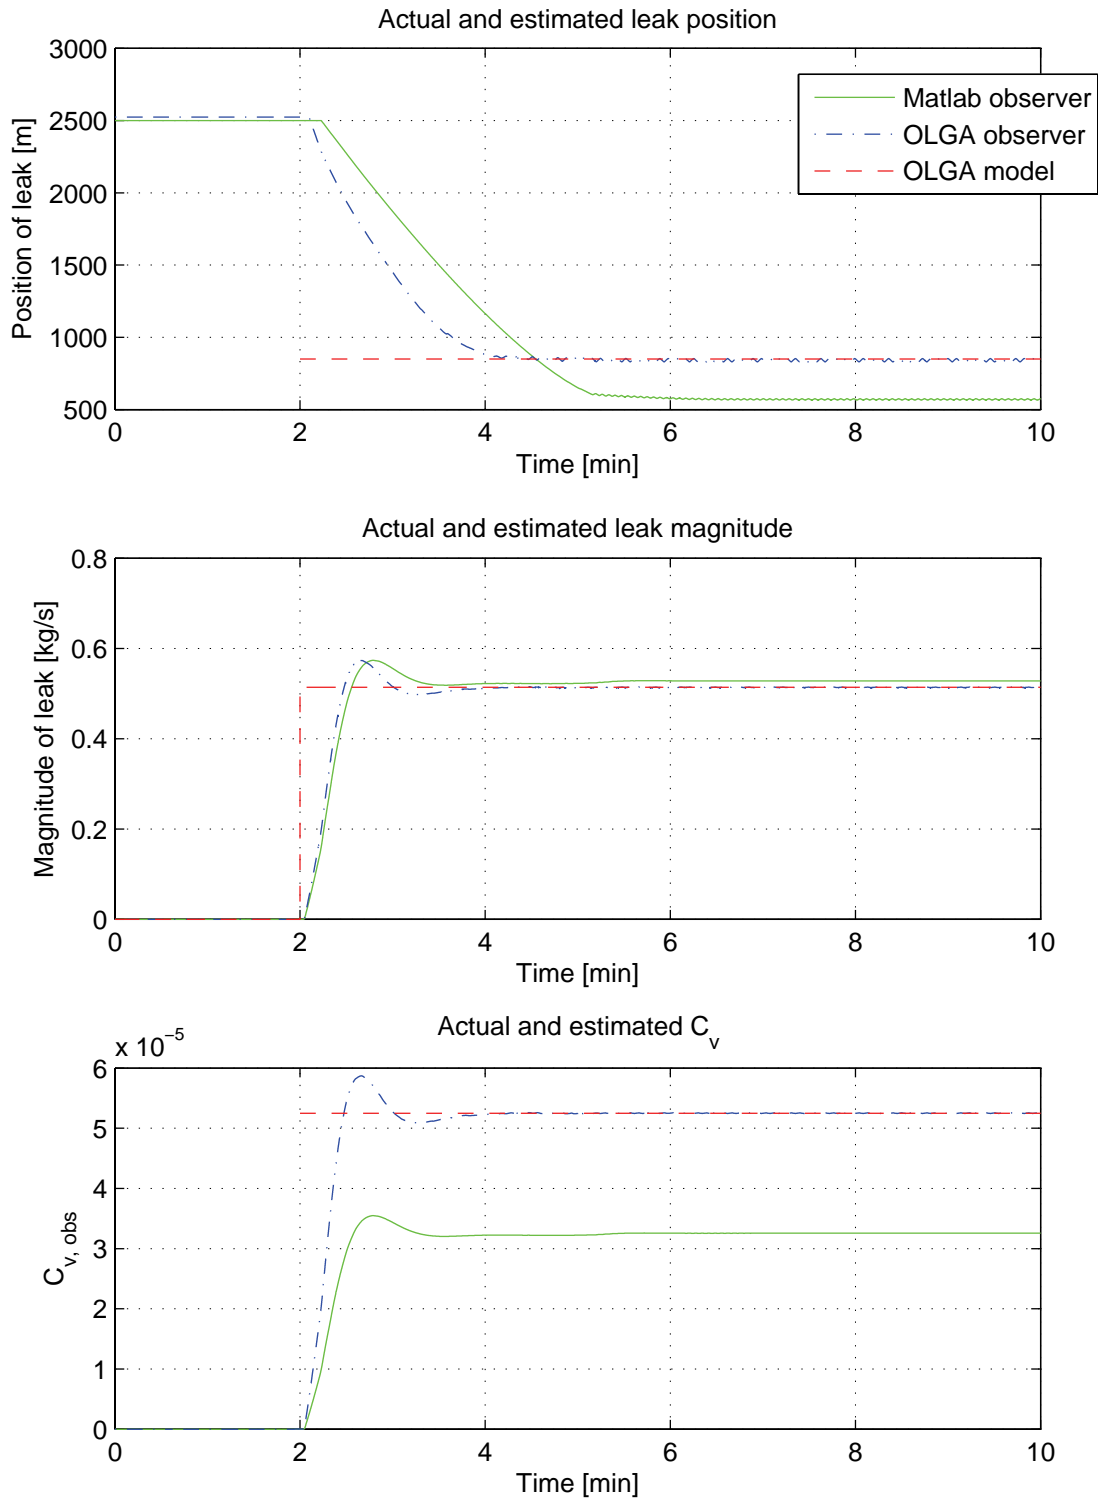 Actual and estimated leak position
3000
2500
2000
1500
1000
500
Position of leak [m]
Matlab observer
OLGA observer
OLGA model
0 2 4 6 8 10
Time [min]
Actual and estimated leak magnitude
0.8
0.6
0.4
0.2
0
Magnitude of leak [kg/s]
0 2 4 6 8 10
Time [min]
Actual and estimated C_v
x 10^−5
6
5
4
3
2
1
0
C_v, obs
0 2 4 6 8 10
Time [min]